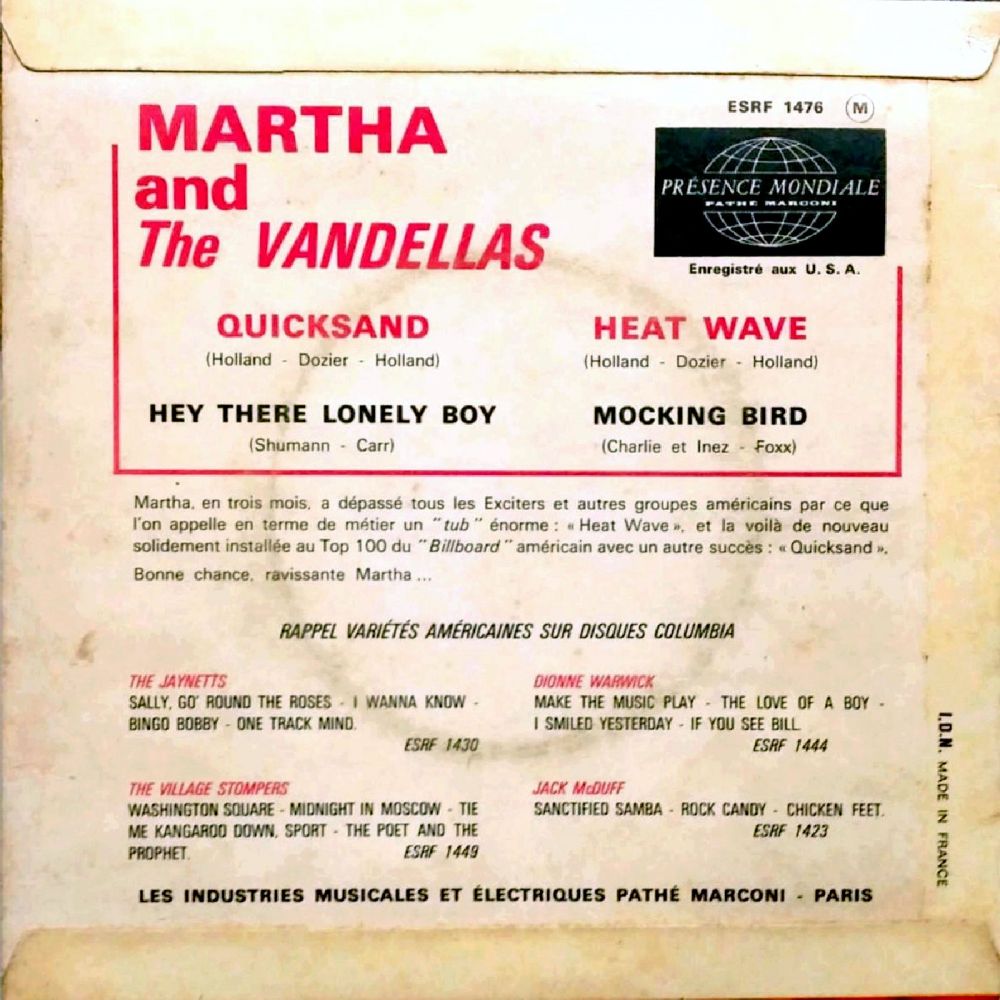 ESRF 1476 M
MARTHA
and
The VANDELLAS
PRÉSENCE MONDIALE
PATHÉ MARCONI
Enregistré aux U. S. A.
QUICKSAND
(Holland - Dozier - Holland)
HEY THERE LONELY BOY
(Shumann - Carr)
HEAT WAVE
(Holland - Dozier - Holland)
MOCKING BIRD
(Charlie et Inez - Foxx)
Martha, en trois mois, a dépassé tous les Exciters et autres groupes américains par ce que
l'on appelle en terme de métier un "tub" énorme : « Heat Wave », et la voilà de nouveau
solidement installée au Top 100 du "Billboard" américain avec un autre succès : « Quicksand ».
Bonne chance, ravissante Martha ...
RAPPEL VARIÉTÉS AMÉRICAINES SUR DISQUES COLUMBIA
THE JAYNETTS
SALLY, GO' ROUND THE ROSES - I WANNA KNOW -
BINGO BOBBY - ONE TRACK MIND.
ESRF 1430
THE VILLAGE STOMPERS
WASHINGTON SQUARE - MIDNIGHT IN MOSCOW - TIE
ME KANGAROO DOWN, SPORT - THE POET AND THE
PROPHET. ESRF 1449
DIONNE WARWICK
MAKE THE MUSIC PLAY - THE LOVE OF A BOY -
I SMILED YESTERDAY - IF YOU SEE BILL.
ESRF 1444
JACK McDUFF
SANCTIFIED SAMBA - ROCK CANDY - CHICKEN FEET.
ESRF 1423
LES INDUSTRIES MUSICALES ET ÉLECTRIQUES PATHÉ MARCONI - PARIS
I.D.N. MADE IN FRANCE